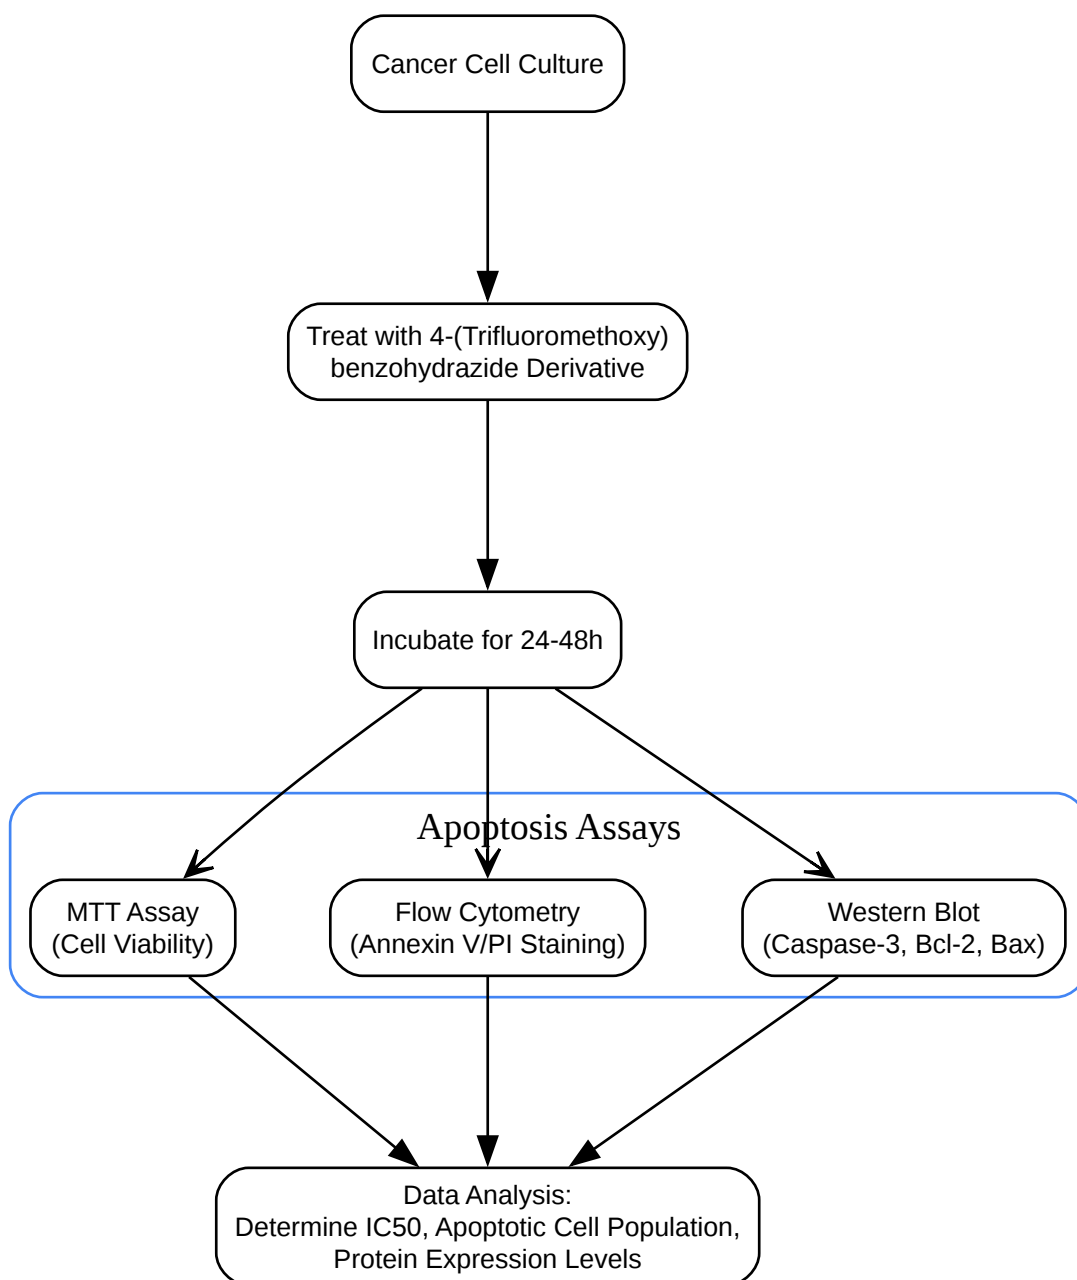 Cancer Cell Culture
Treat with 4-(Trifluoromethoxy)
benzohydrazide Derivative
Incubate for 24-48h
Apoptosis Assays
MTT Assay
(Cell Viability)
Flow Cytometry
(Annexin V/PI Staining)
Western Blot
(Caspase-3, Bcl-2, Bax)
Data Analysis:
Determine IC50, Apoptotic Cell Population,
Protein Expression Levels